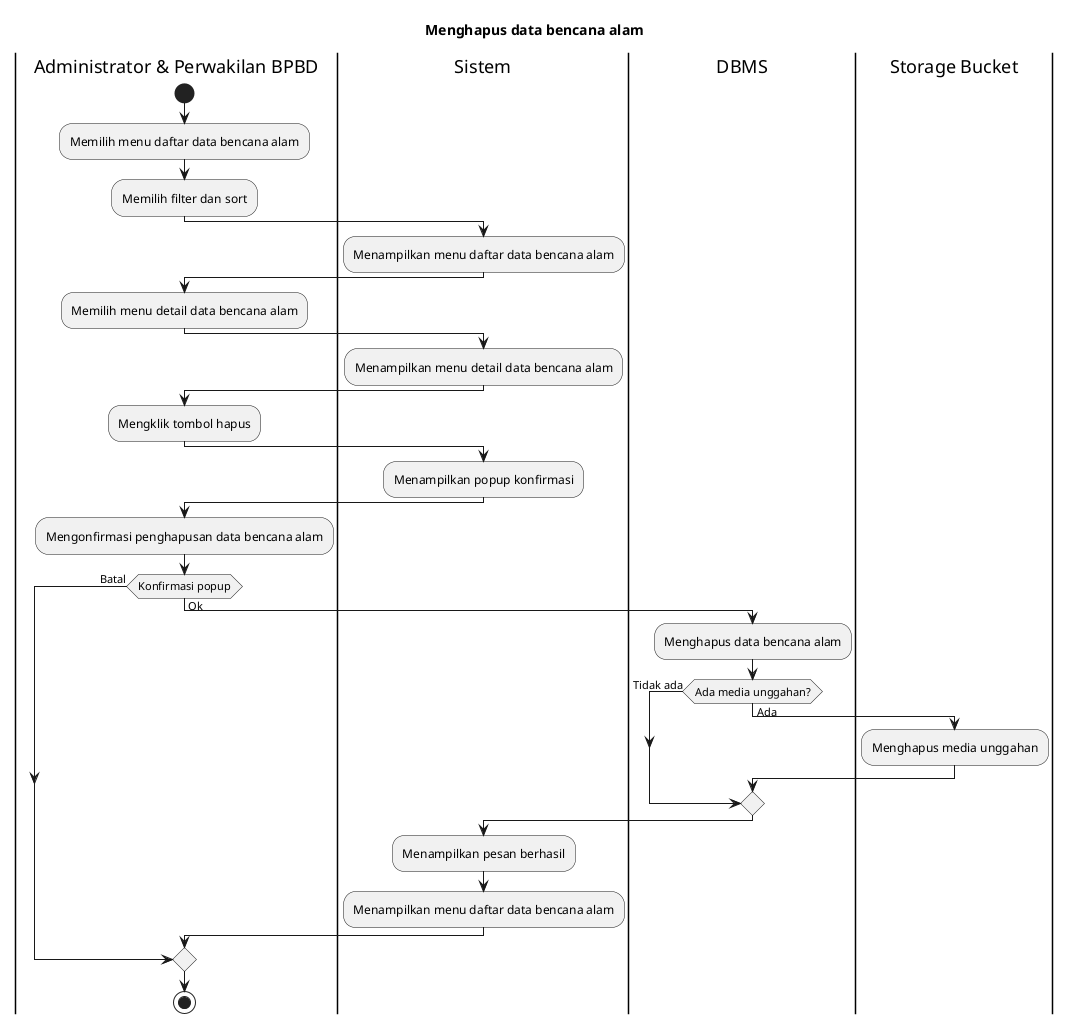 Menghapus data bencana alam
Administrator & Perwakilan BPBD
Sistem
DBMS
Storage Bucket
Memilih menu daftar data bencana alam
Memilih filter dan sort
Menampilkan menu daftar data bencana alam
Memilih menu detail data bencana alam
Menampilkan menu detail data bencana alam
Mengklik tombol hapus
Menampilkan popup konfirmasi
Mengonfirmasi penghapusan data bencana alam
Batal
Konfirmasi popup
Ok
Menghapus data bencana alam
Tidak ada
Ada media unggahan?
Ada
Menghapus media unggahan
Menampilkan pesan berhasil
Menampilkan menu daftar data bencana alam